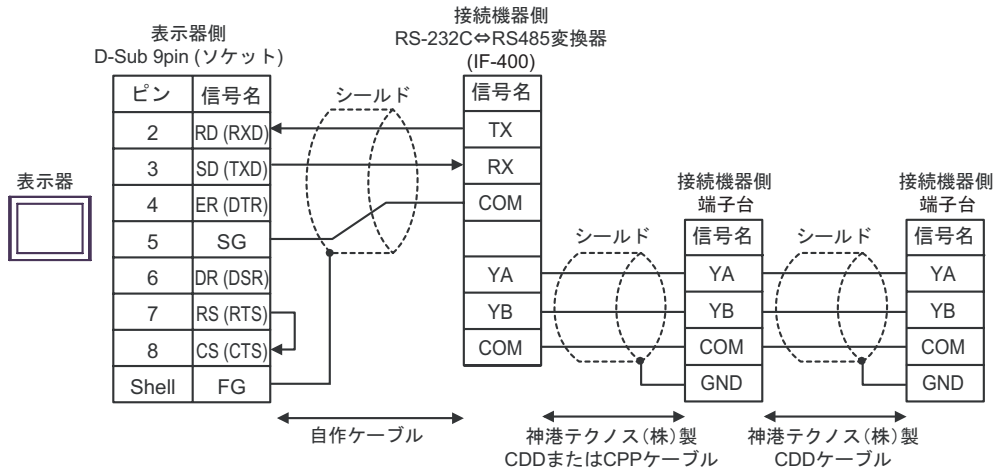 表示器側
D-Sub 9pin (ソケット)
接続機器側
RS-232C⇔RS485変換器
(IF-400)
表示器
ピン 信号名
2 RD (RXD)
3 SD (TXD)
4 ER (DTR)
5 SG
6 DR (DSR)
7 RS (RTS)
8 CS (CTS)
Shell FG
シールド
信号名
TX
RX
COM
YA
YB
COM
シールド
接続機器側
端子台
信号名
YA
YB
COM
GND
シールド
接続機器側
端子台
信号名
YA
YB
COM
GND
自作ケーブル
神港テクノス(株)製
CDDまたはCPPケーブル
神港テクノス(株)製
CDDケーブル